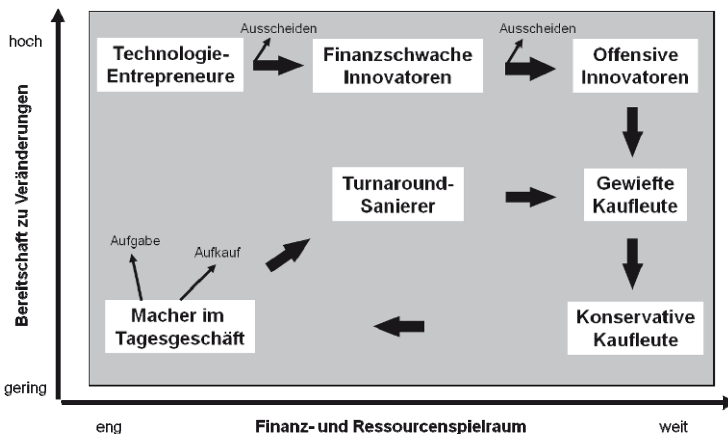 Ausscheiden
Ausscheiden
hoch
Technologie-
Entrepreneure
Finanzschwache
Innovatoren
Offensive
Innovatoren
Bereitschaft zu Veränderungen
Turnaround-
Sanierer
Gewiefte
Kaufleute
Aufgabe
Aufkauf
Macher im
Tagesgeschäft
Konservative
Kaufleute
gering
eng
Finanz- und Ressourcenspielraum
weit